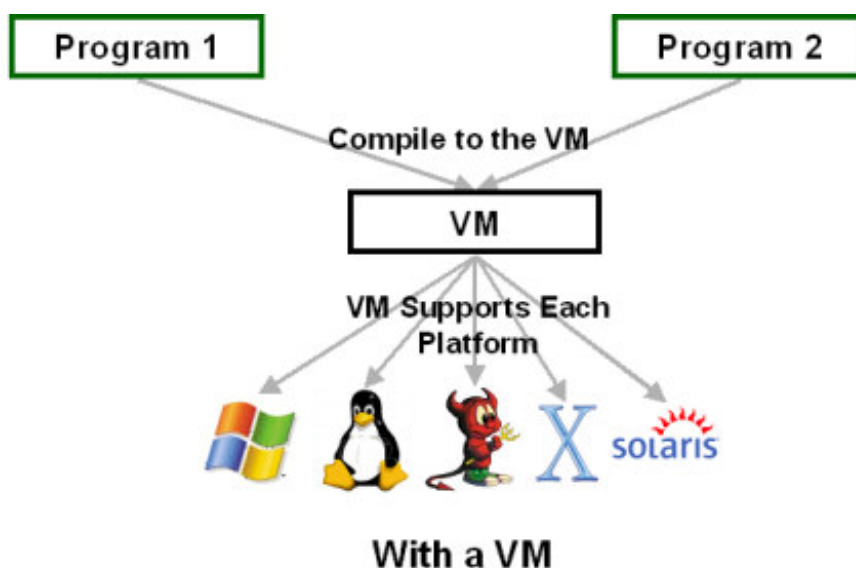 Program 1
Program 2
Compile to the VM
VM
VM Supports Each
Platform
X
SOLARIS
With a VM